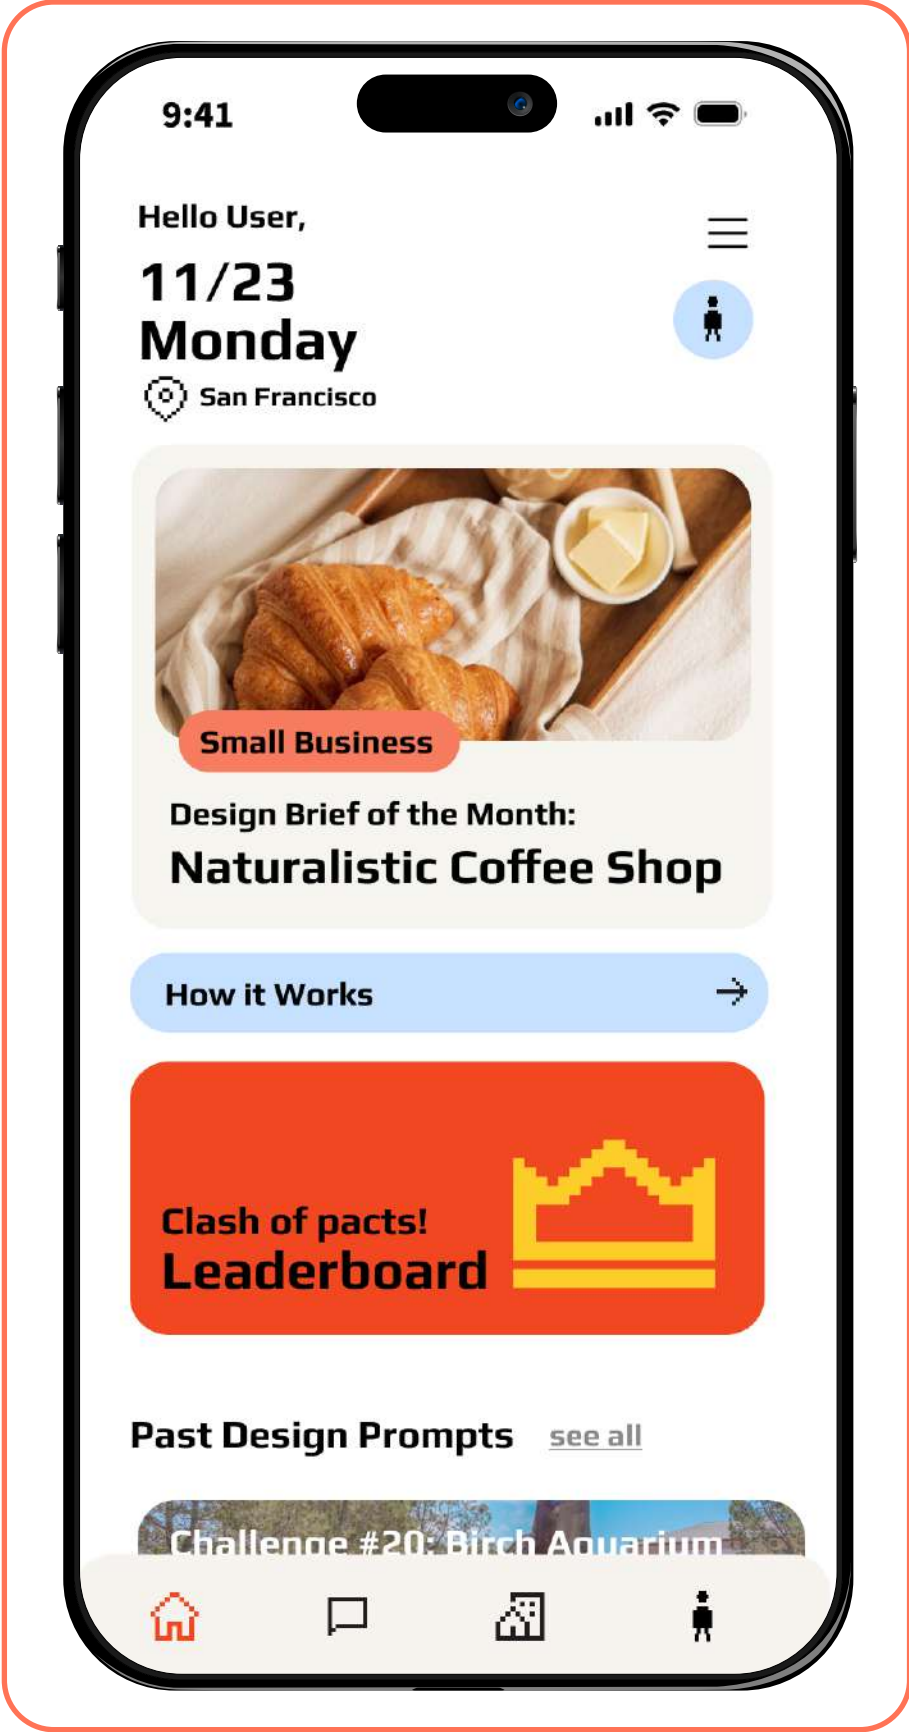 9:41
Hello User,
11/23
Monday
San Francisco
Small Business
Design Brief of the Month:
Naturalistic Coffee Shop
How it Works
Clash of pacts!
Leaderboard
Past Design Prompts see all
Challenge #20: Birch Aquarium